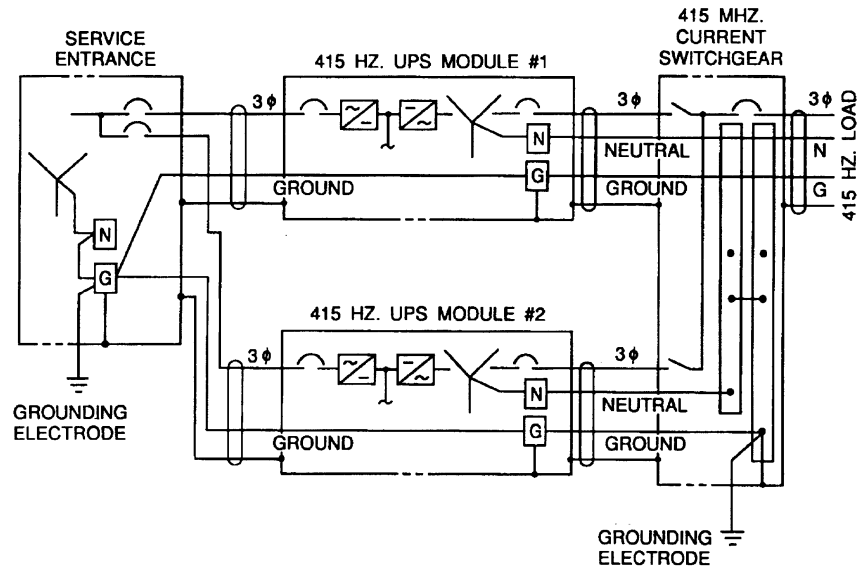 415 MHZ.
CURRENT
SWITCHGEAR
SERVICE
ENTRANCE
415 HZ. UPS MODULE #1
3ϕ
3ϕ
3ϕ
N
NEUTRAL
N
G
GROUND
GROUND
G
415 HZ. LOAD
N
G
415 HZ. UPS MODULE #2
3ϕ
3ϕ
N
NEUTRAL
G
GROUND
GROUND
GROUNDING
ELECTRODE
GROUNDING
ELECTRODE